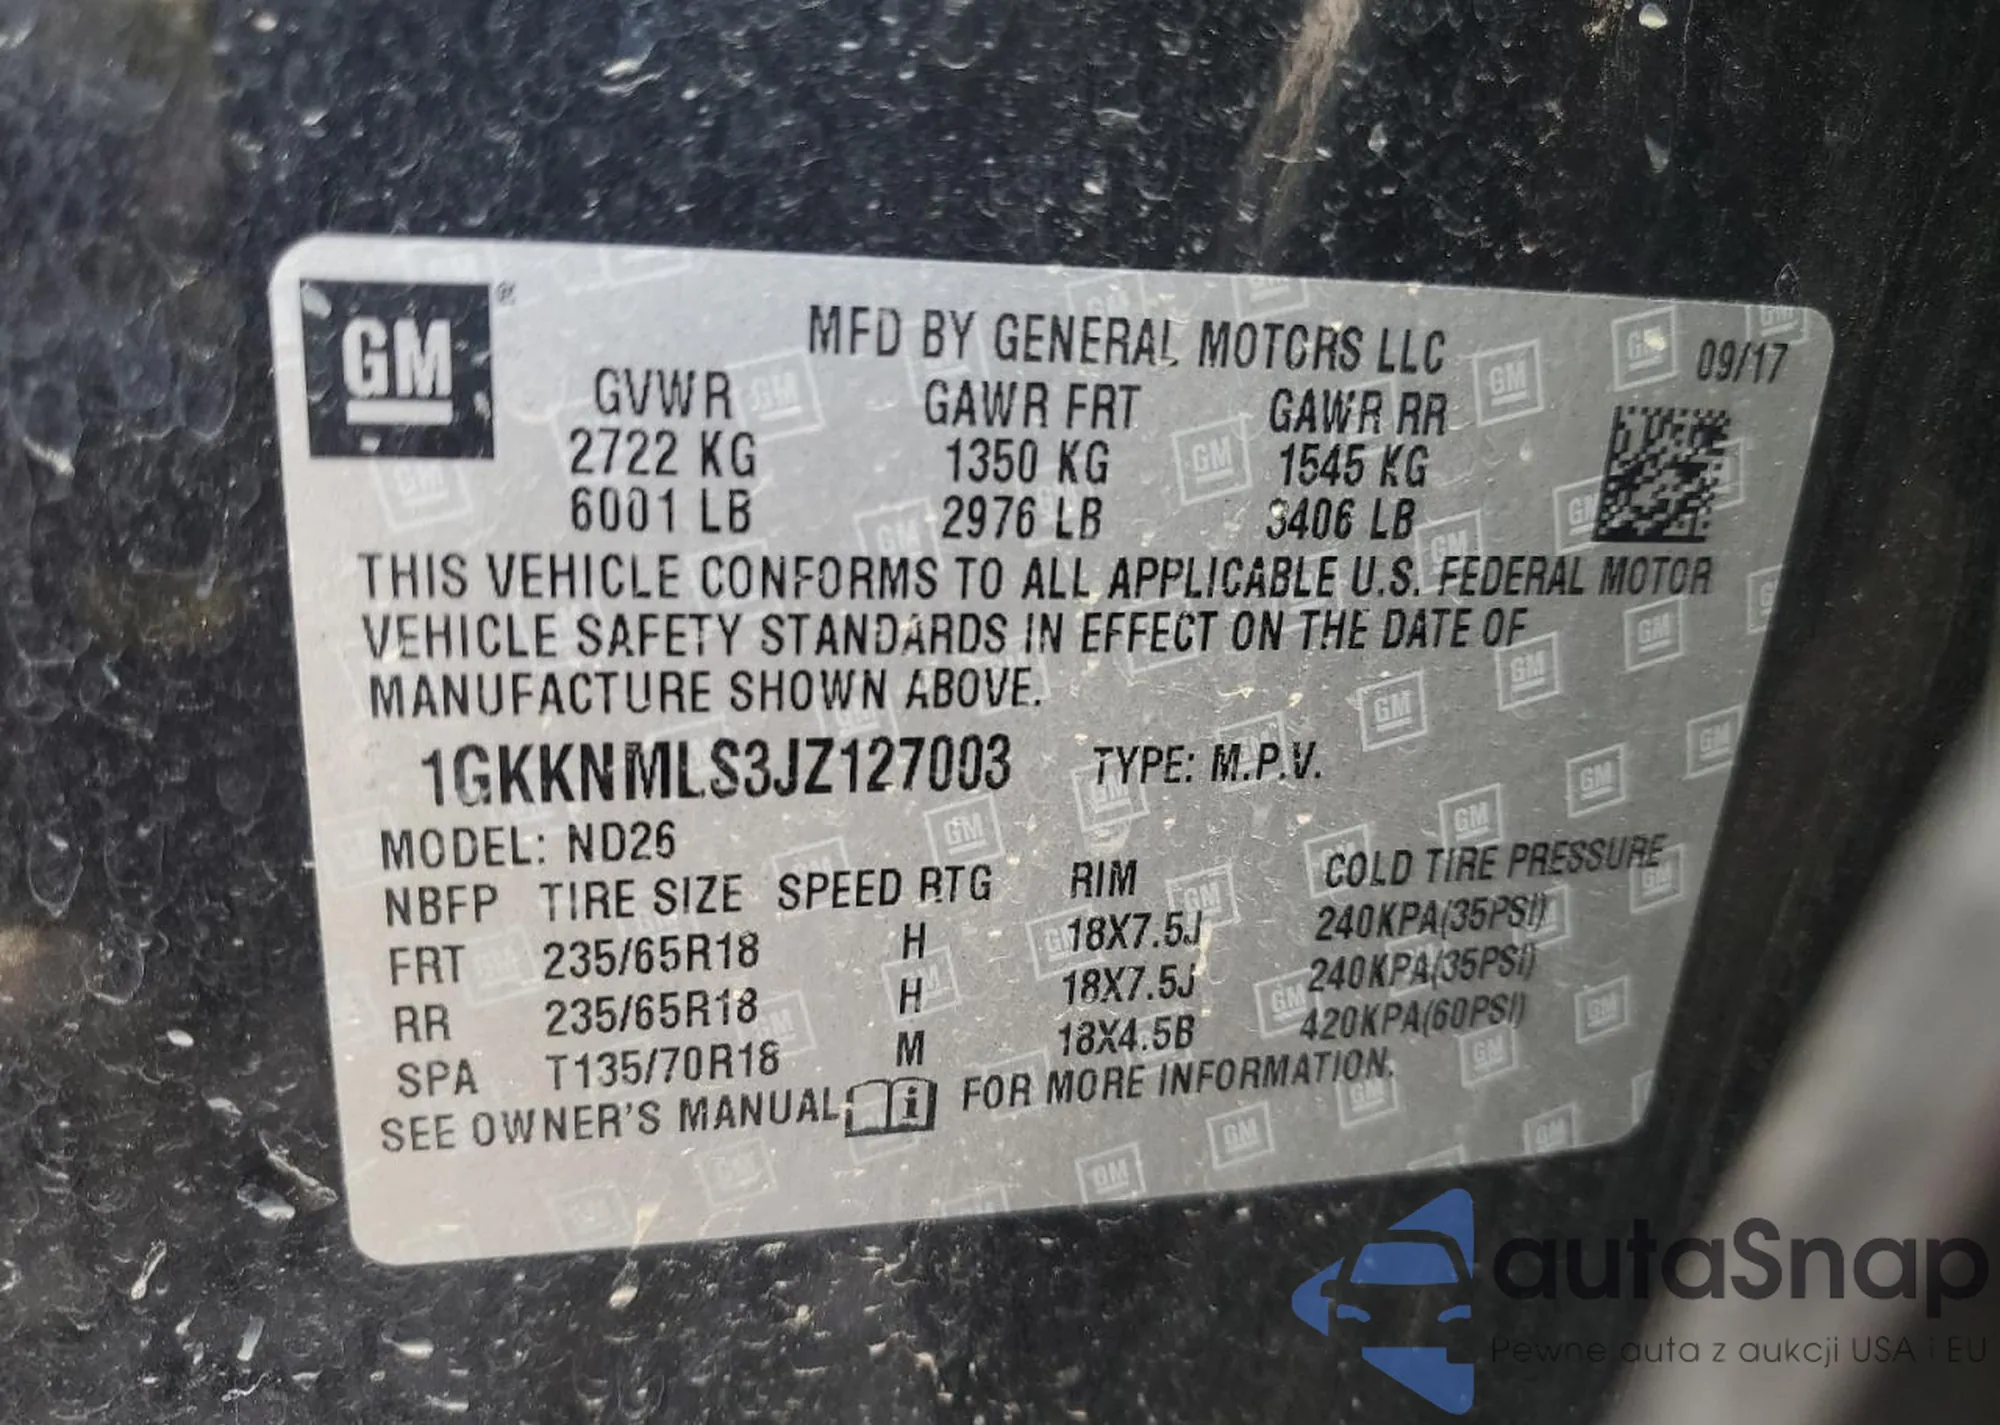 GM®
MFD BY GENERAL MOTORS LLC 09/17
GVWR GAWR FRT GAWR RR
2722 KG 1350 KG 1545 KG
6001 LB 2976 LB 3406 LB
THIS VEHICLE CONFORMS TO ALL APPLICABLE U.S. FEDERAL MOTOR
VEHICLE SAFETY STANDARDS IN EFFECT ON THE DATE OF
MANUFACTURE SHOWN ABOVE.
1GKKNMLS3JZ127003 TYPE: M.P.V.
MODEL: ND26
NBFP TIRE SIZE SPEED RTG RIM COLD TIRE PRESSURE
FRT 235/65R18 H 18X7.5J 240KPA(35PSI)
RR 235/65R18 H 18X7.5J 240KPA(35PSI)
SPA T135/70R18 M 18X4.5B 420KPA(60PSI)
SEE OWNER'S MANUAL i FOR MORE INFORMATION.
autaSnap
Pewne auta z aukcji USA i EU